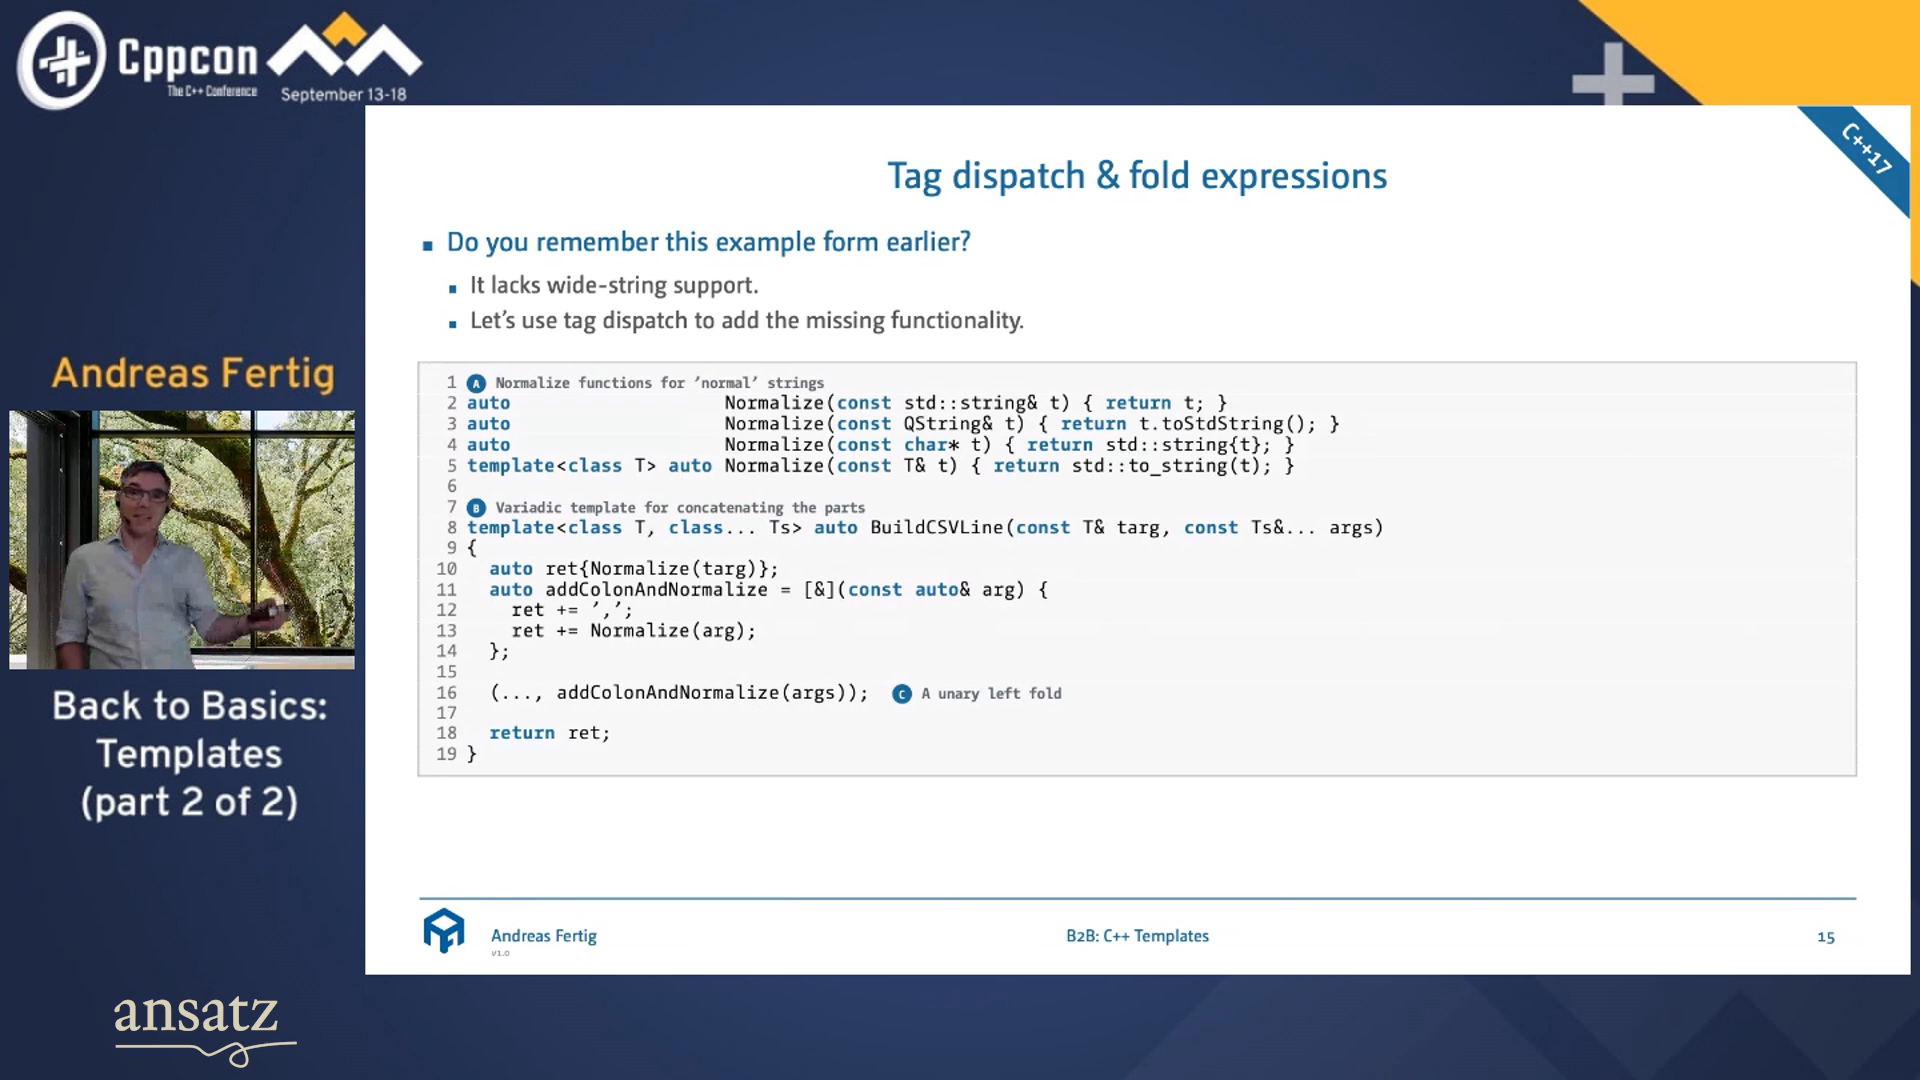 Cppcon
The C++ Conference
September 13-18
C++17
Tag dispatch & fold expressions
Do you remember this example form earlier?
It lacks wide-string support.
Let’s use tag dispatch to add the missing functionality.
1 A Normalize functions for ’normal’ strings
2 auto Normalize(const std::string& t) { return t; }
3 auto Normalize(const QString& t) { return t.toStdString(); }
4 auto Normalize(const char* t) { return std::string{t}; }
5 template<class T> auto Normalize(const T& t) { return std::to_string(t); }
6
7 B Variadic template for concatenating the parts
8 template<class T, class... Ts> auto BuildCSVLine(const T& targ, const Ts&... args)
9 {
10 auto ret{Normalize(targ)};
11 auto addColonAndNormalize = [&](const auto& arg) {
12 ret += ’,’;
13 ret += Normalize(arg);
14 };
15
16 (..., addColonAndNormalize(args)); C A unary left fold
17
18 return ret;
19 }
Andreas Fertig
Back to Basics:
Templates
(part 2 of 2)
Andreas Fertig
v1.0
B2B: C++ Templates
15
ansatz